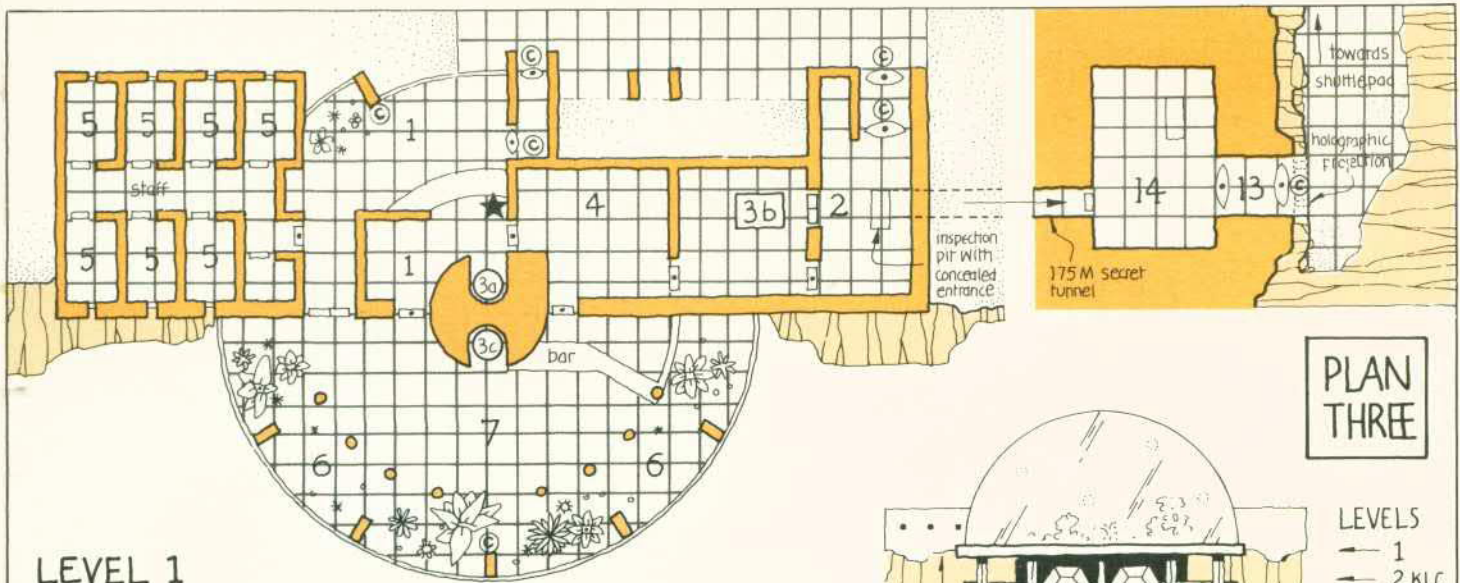 5
5
5
5
staff
5
5
5
1
C
C
C
1
3a
3c
4
3b
2
C
C
inspection
pit with
concealed
entrance
bar
7
6
6
C
LEVEL 1
14
13
C
towards
shuttlepad
holographic
projection
175 M secret
tunnel
PLAN
THREE
LEVELS
1
2